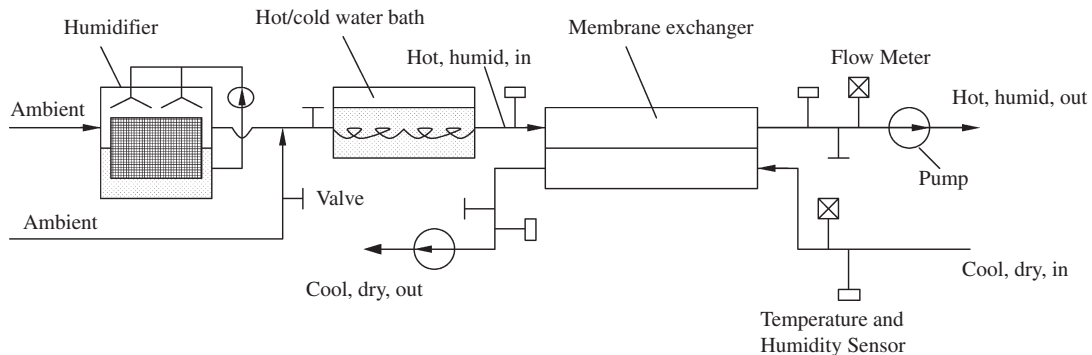 Hot/cold water bath
Humidifier
Membrane exchanger
Hot, humid, in
Flow Meter
Ambient
Hot, humid, out
Pump
Valve
Ambient
Cool, dry, out
Cool, dry, in
Temperature and
Humidity Sensor